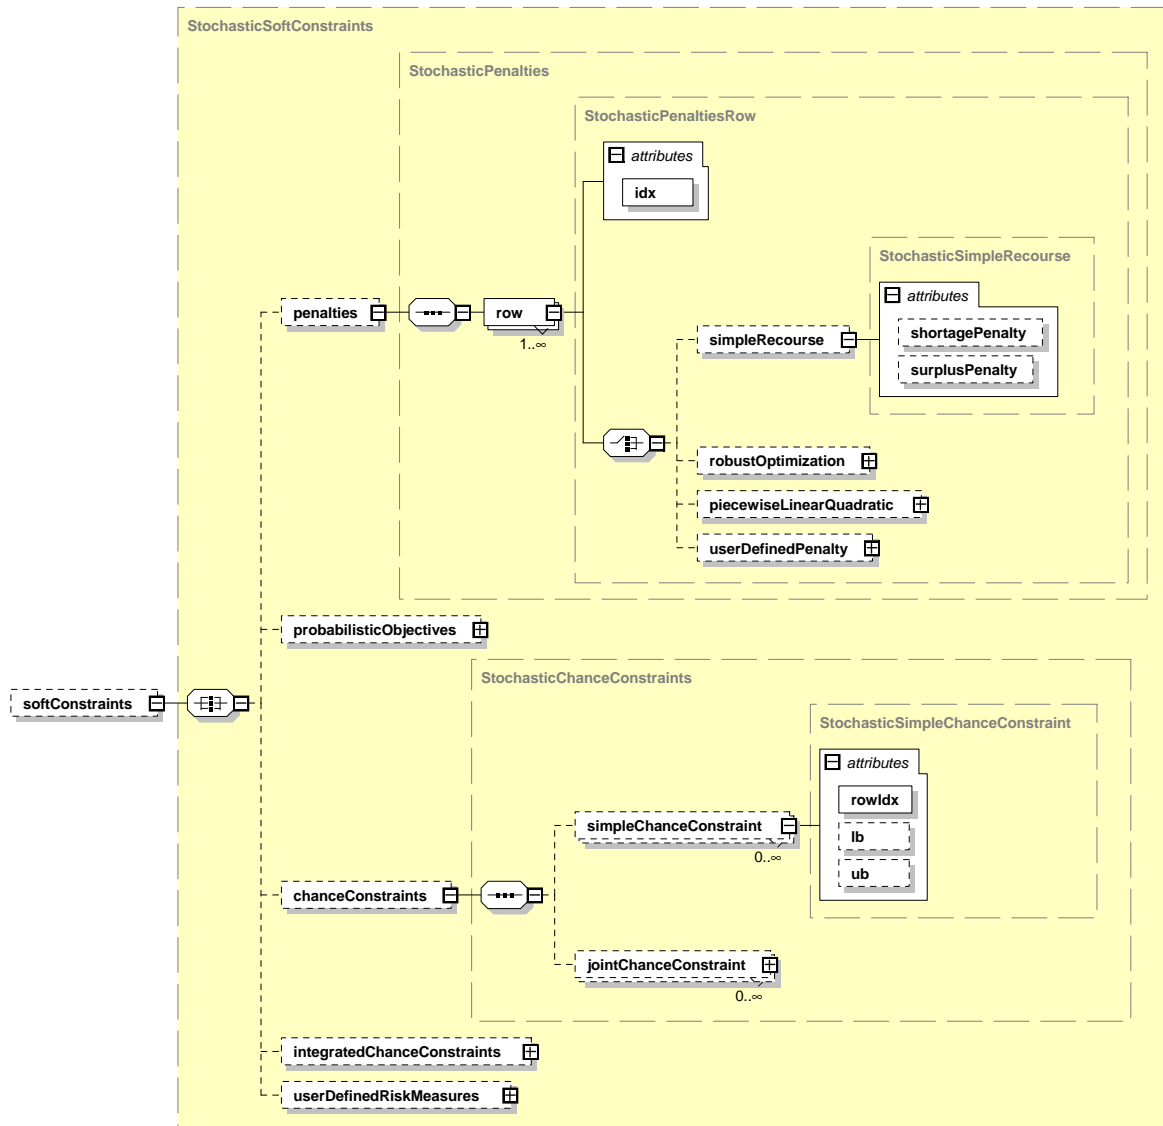 StochasticSoftConstraints
StochasticPenalties
StochasticPenaltiesRow
attributes
idx
StochasticSimpleRecourse
attributes
shortagePenalty
surplusPenalty
penalties
row
1..∞
simpleRecourse
robustOptimization
piecewiseLinearQuadratic
userDefinedPenalty
probabilisticObjectives
softConstraints
StochasticChanceConstraints
StochasticSimpleChanceConstraint
attributes
rowIdx
lb
ub
simpleChanceConstraint
0..∞
chanceConstraints
jointChanceConstraint
0..∞
integratedChanceConstraints
userDefinedRiskMeasures